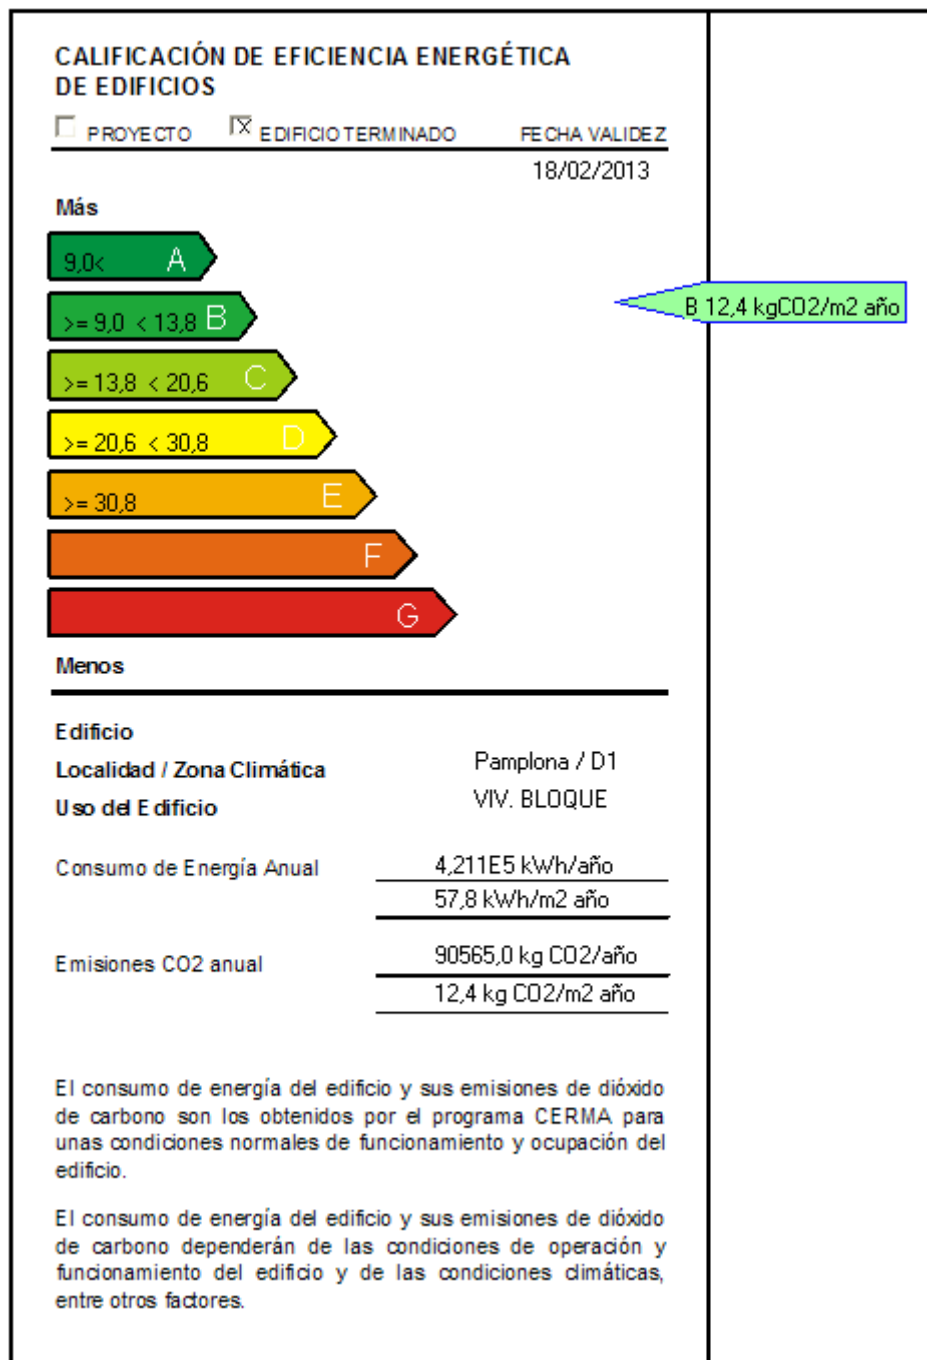 CALIFICACIÓN DE EFICIENCIA ENERGÉTICA
DE EDIFICIOS
PROYECTO EDIFICIO TERMINADO FECHA VALIDEZ
18/02/2013
Más
9,0< A
>= 9,0 < 13,8 B
B 12,4 kgCO2/m2 año
>= 13,8 < 20,6 C
>= 20,6 < 30,8 D
>= 30,8 E
F
G
Menos
Edificio
Localidad / Zona Climática Pamplona / D1
Uso del Edificio VIV. BLOQUE
Consumo de Energía Anual 4,211E5 kWh/año
57,8 kWh/m2 año
Emisiones CO2 anual 90565,0 kg CO2/año
12,4 kg CO2/m2 año
El consumo de energía del edificio y sus emisiones de dióxido
de carbono son los obtenidos por el programa CERMA para
unas condiciones normales de funcionamiento y ocupación del
edificio.
El consumo de energía del edificio y sus emisiones de dióxido
de carbono dependerán de las condiciones de operación y
funcionamiento del edificio y de las condiciones climáticas,
entre otros factores.